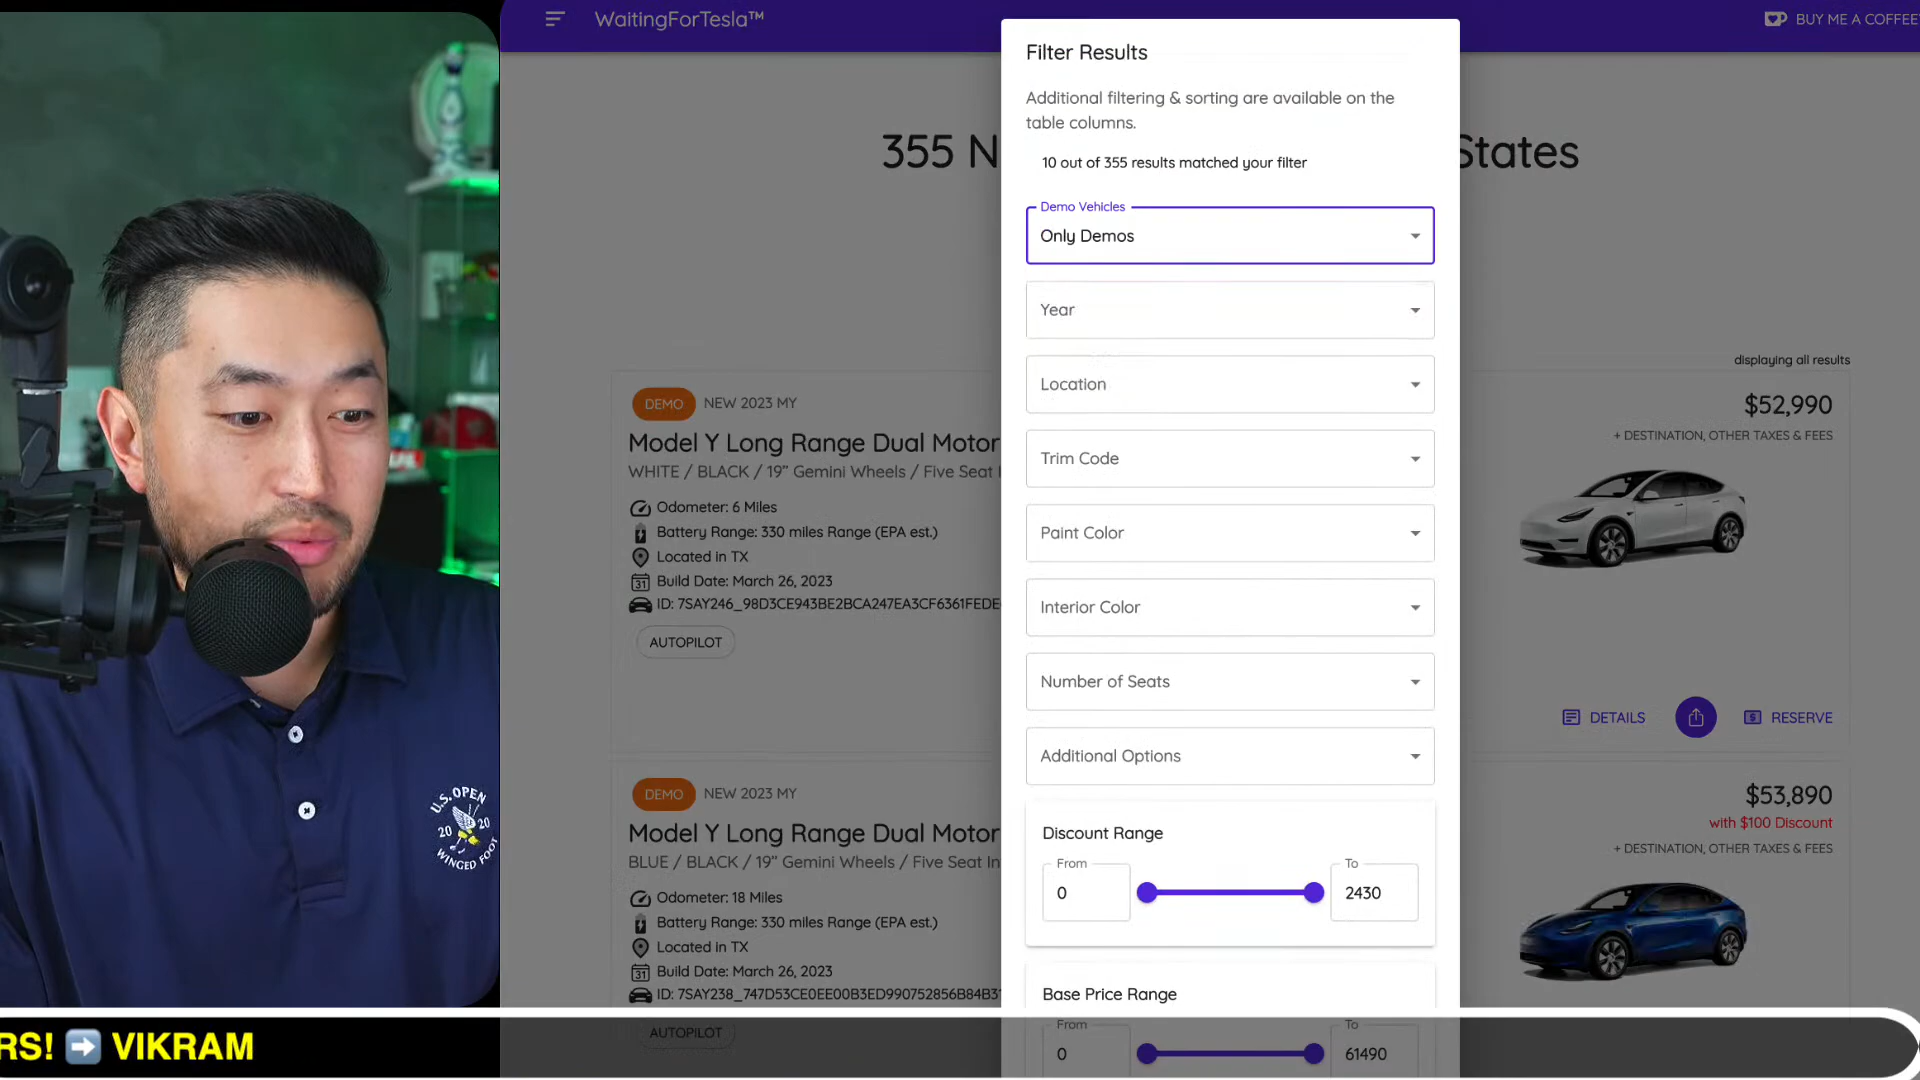 WaitingForTesla™
BUY ME A COFFEE
355 N
States
Filter Results
Additional filtering & sorting are available on the
table columns.
10 out of 355 results matched your filter
Demo Vehicles
Only Demos
Year
Location
Trim Code
Paint Color
Interior Color
Number of Seats
Additional Options
Discount Range
From
0
To
2430
Base Price Range
From
0
To
61490
displaying all results
DEMO NEW 2023 MY
Model Y Long Range Dual Motor
WHITE / BLACK / 19" Gemini Wheels / Five Seat
Odometer: 6 Miles
Battery Range: 330 miles Range (EPA est.)
Located in TX
31 Build Date: March 26, 2023
ID: 7SAY246_98D3CE943BE2BCA247EA3CF6361FEDE
AUTOPILOT
$52,990
+ DESTINATION, OTHER TAXES & FEES
DETAILS
RESERVE
DEMO NEW 2023 MY
Model Y Long Range Dual Motor
BLUE / BLACK / 19" Gemini Wheels / Five Seat In
Odometer: 18 Miles
Battery Range: 330 miles Range (EPA est.)
Located in TX
31 Build Date: March 26, 2023
ID: 7SAY238_747D53CE0EE00B3ED990752856B84B3
AUTOPILOT
$53,890
with $100 Discount
+ DESTINATION, OTHER TAXES & FEES
U.S. OPEN
20 20
WINGED FOOT
RS! ➡️ VIKRAM